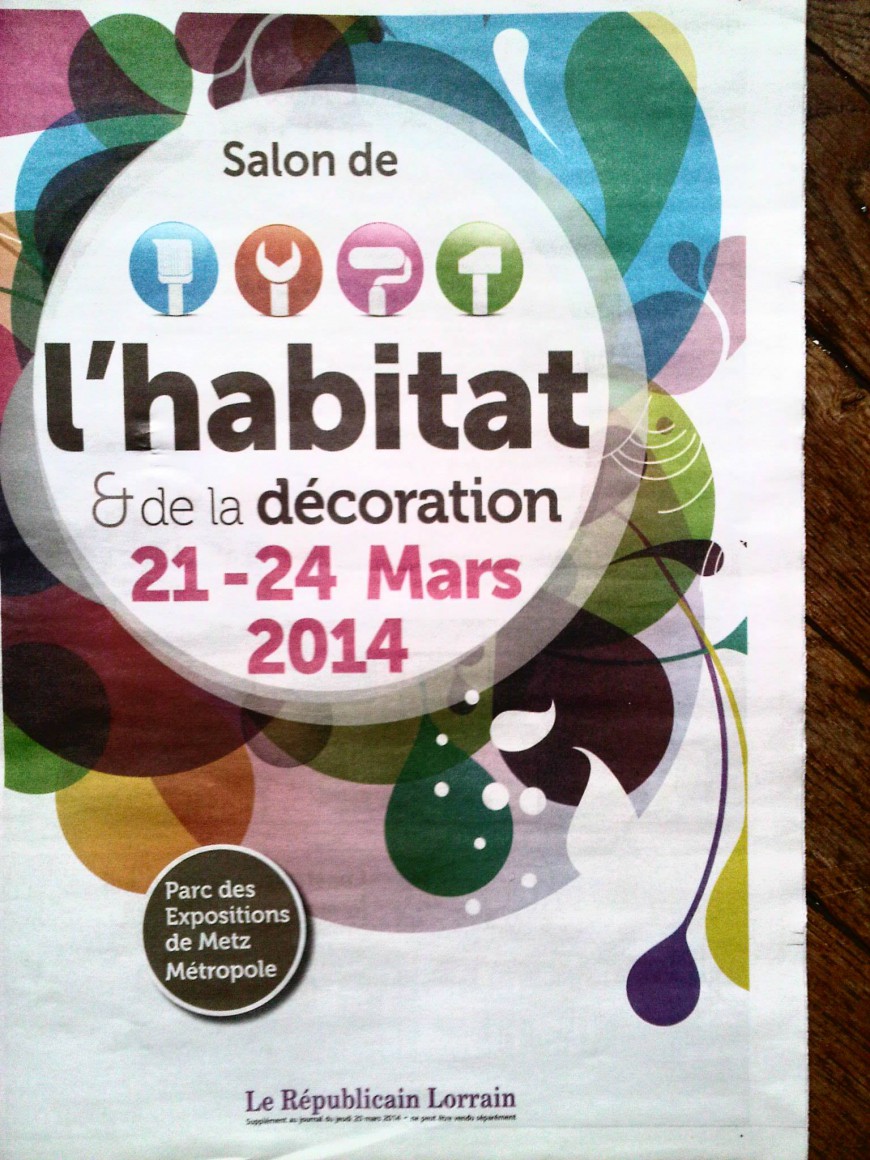 Salon de
l'habitat
& de la décoration
21 - 24 Mars
2014
Parc des
Expositions
de Metz
Métropole
Le Républicain Lorrain
Supplément au journal du jeudi 20 mars 2014 - ne peut être vendu séparément